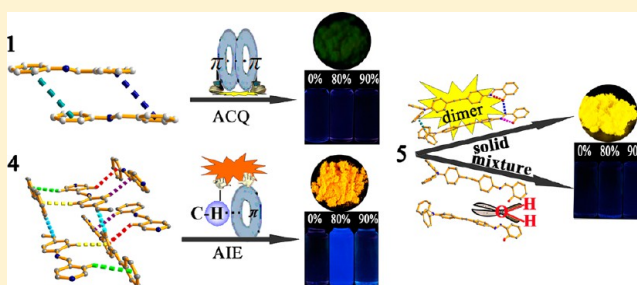 1
π π
ACQ
0% 80% 90%
4
C-H π
AIE
0% 80% 90%
dimer
5
solid
mixture
O H
H
0% 80% 90%